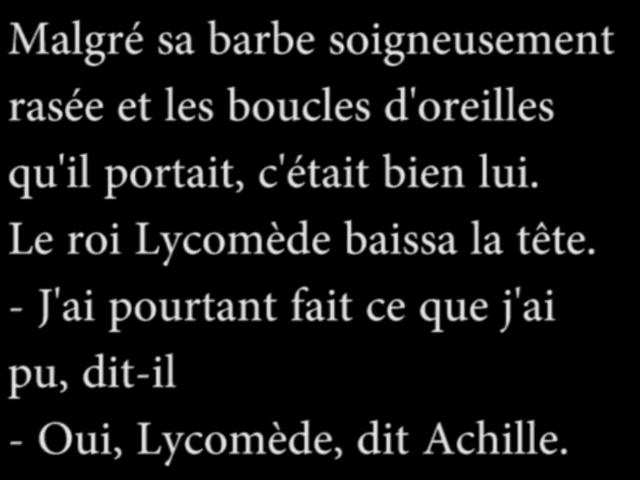 Malgré sa barbe soigneusement
rasée et les boucles d'oreilles
qu'il portait, c'était bien lui.
Le roi Lycomède baissa la tête.
- J'ai pourtant fait ce que j'ai
pu, dit-il
- Oui, Lycomède, dit Achille.